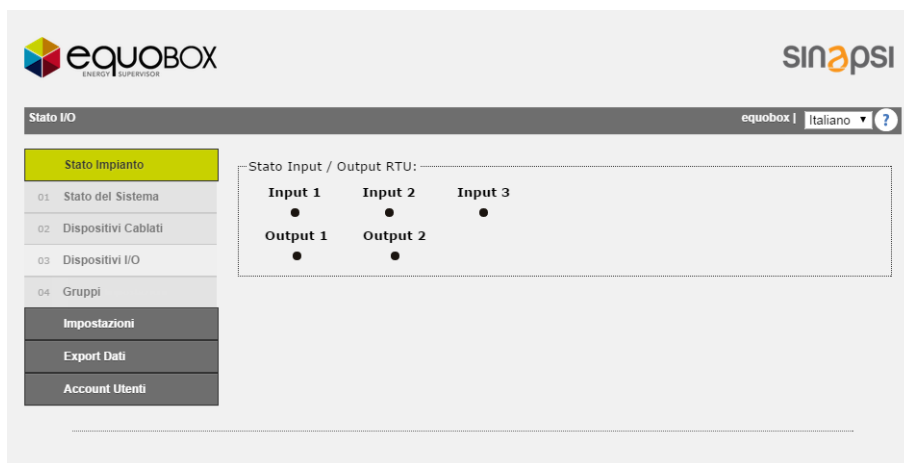 equobox
ENERGY SUPERVISOR
sinapsi
Stato I/O
equobox | Italiano ?
Stato Impianto
01 Stato del Sistema
02 Dispositivi Cablati
03 Dispositivi I/O
04 Gruppi
Impostazioni
Export Dati
Account Utenti
Stato Input / Output RTU:
Input 1 Input 2 Input 3
Output 1 Output 2